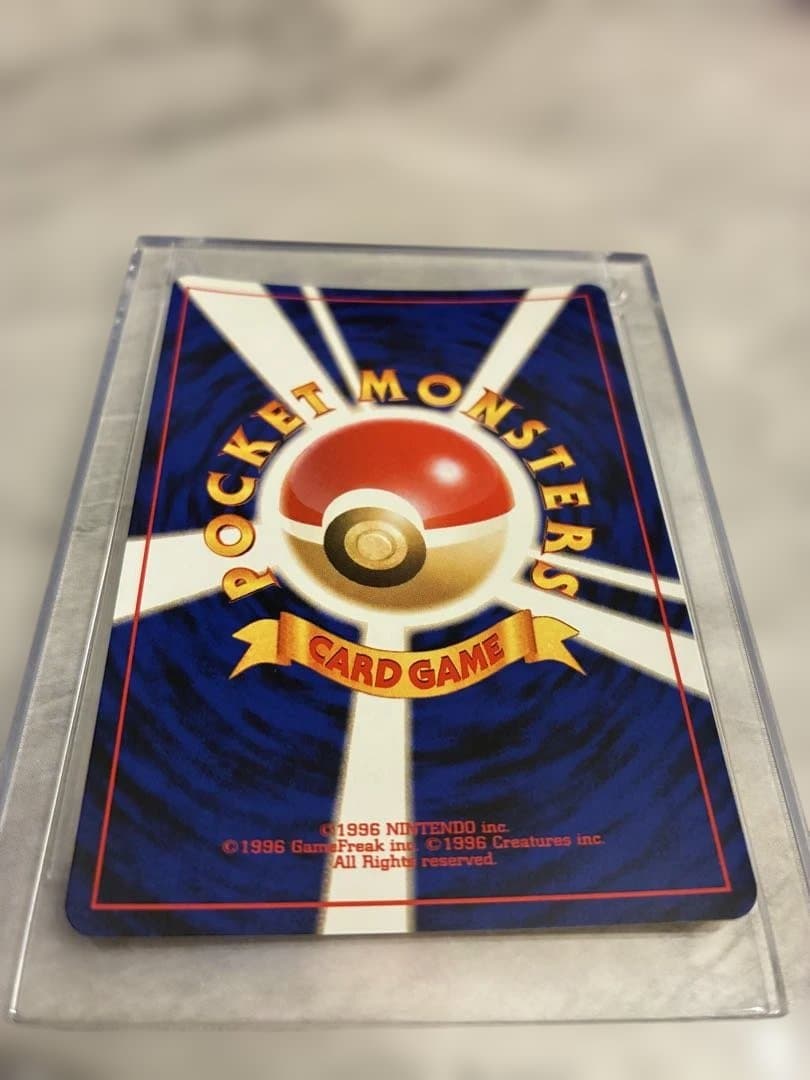 POCKET MONSTERS
CARD GAME
©1996 NINTENDO inc.
©1996 GameFreak inc. ©1996 Creatures inc.
All Rights reserved.